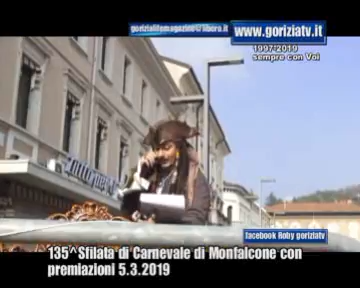 gorizialifemagazine@libero.it
www.goriziatv.it
1997/2019
sempre con Voi
facebook Roby goriziatv
135^Sfilata di Carnevale di Monfalcone con
premiazioni 5.3.2019